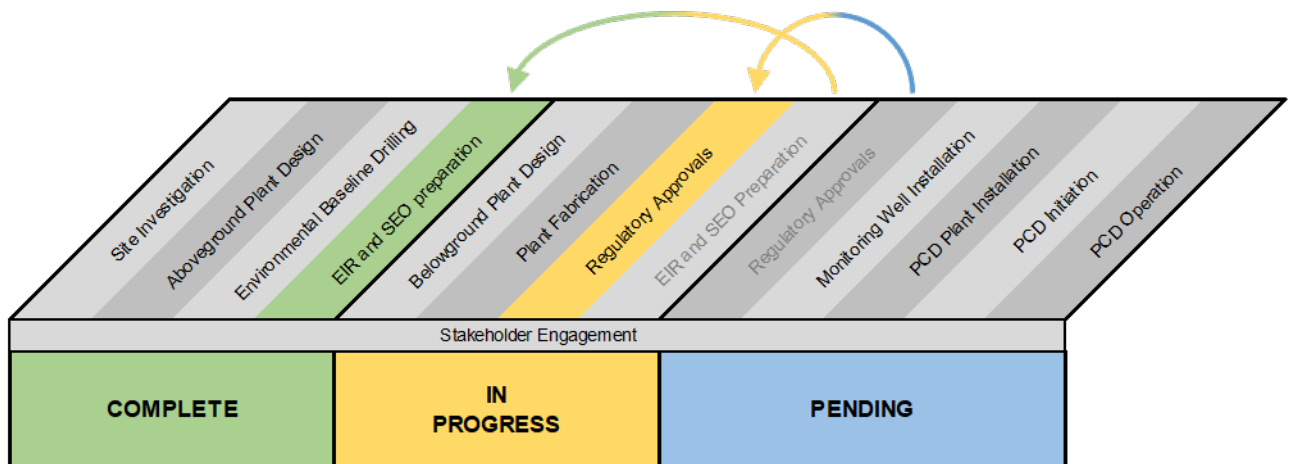 Site Investigation
Aboveground Plant Design
Environmental Baseline Drilling
EIR and SEO preparation
Belowground Plant Design
Plant Fabrication
Regulatory Approvals
EIR and SEO Preparation
Regulatory Approvals
Monitoring Well Installation
PCD Plant Installation
PCD Initiation
PCD Operation
Stakeholder Engagement
COMPLETE
IN
PROGRESS
PENDING